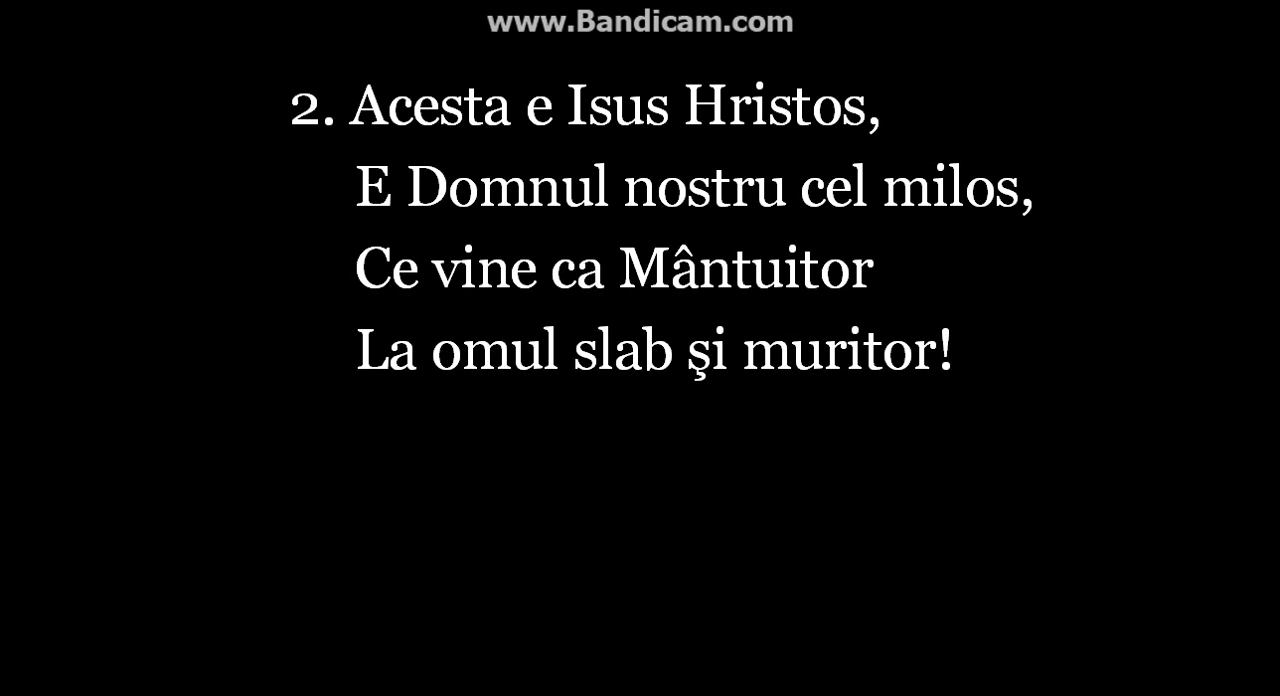 www.Bandicam.com
2. Acesta e Isus Hristos,
E Domnul nostru cel milos,
Ce vine ca Mântuitor
La omul slab şi muritor!